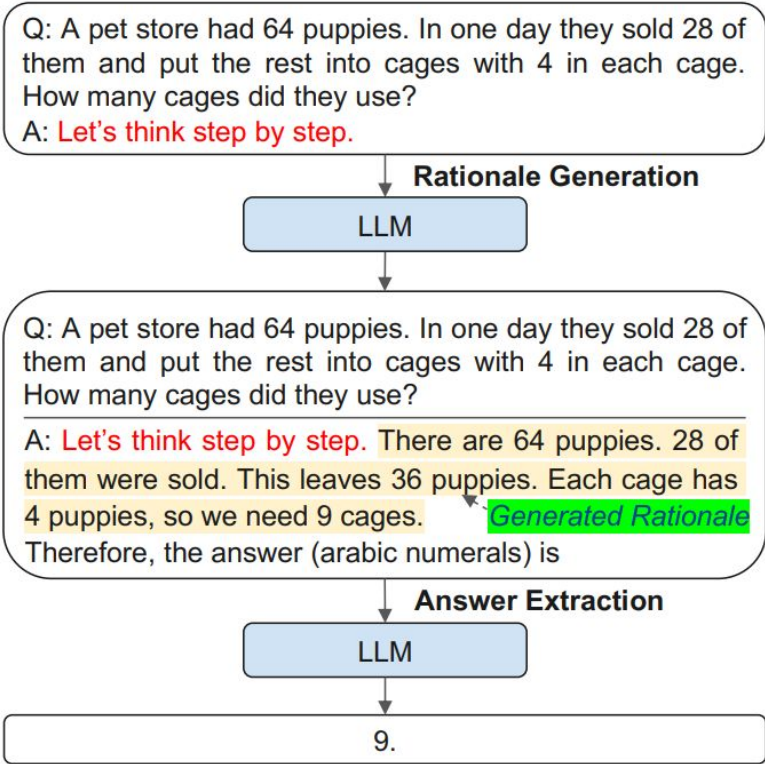 Q: A pet store had 64 puppies. In one day they sold 28 of
them and put the rest into cages with 4 in each cage.
How many cages did they use?
A: Let’s think step by step.
Rationale Generation
LLM
Q: A pet store had 64 puppies. In one day they sold 28 of
them and put the rest into cages with 4 in each cage.
How many cages did they use?
A: Let’s think step by step. There are 64 puppies. 28 of
them were sold. This leaves 36 puppies. Each cage has
4 puppies, so we need 9 cages. Generated Rationale
Therefore, the answer (arabic numerals) is
Answer Extraction
LLM
9.